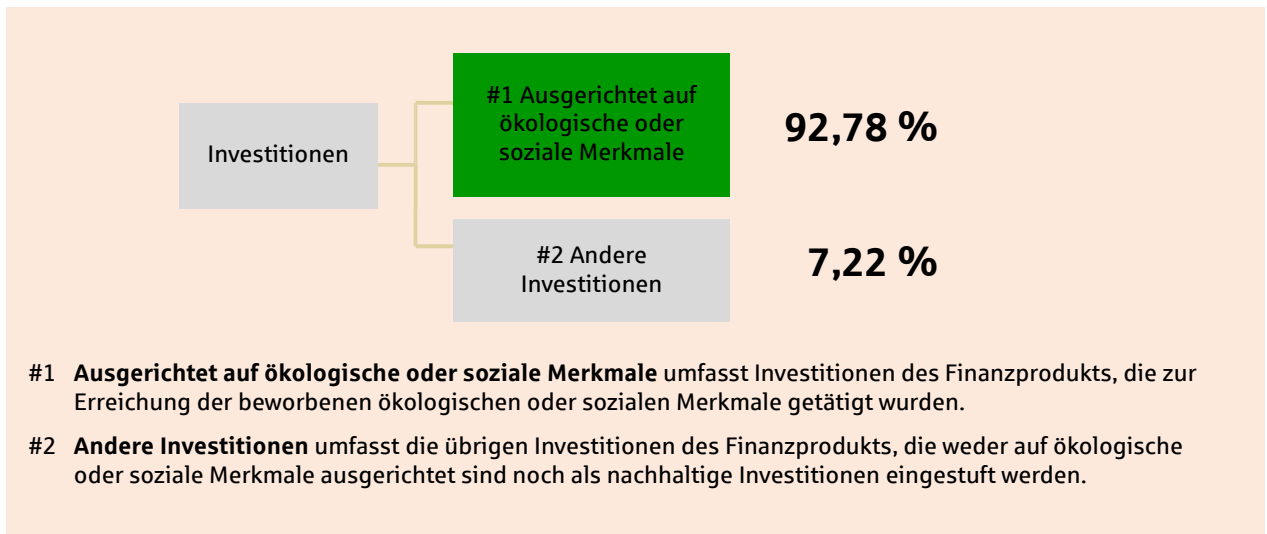 #1 Ausgerichtet auf
ökologische oder
soziale Merkmale
92,78 %
Investitionen
#2 Andere
Investitionen
7,22 %
#1 Ausgerichtet auf ökologische oder soziale Merkmale umfasst Investitionen des Finanzprodukts, die zur
Erreichung der beworbenen ökologischen oder sozialen Merkmale getätigt wurden.
#2 Andere Investitionen umfasst die übrigen Investitionen des Finanzprodukts, die weder auf ökologische
oder soziale Merkmale ausgerichtet sind noch als nachhaltige Investitionen eingestuft werden.